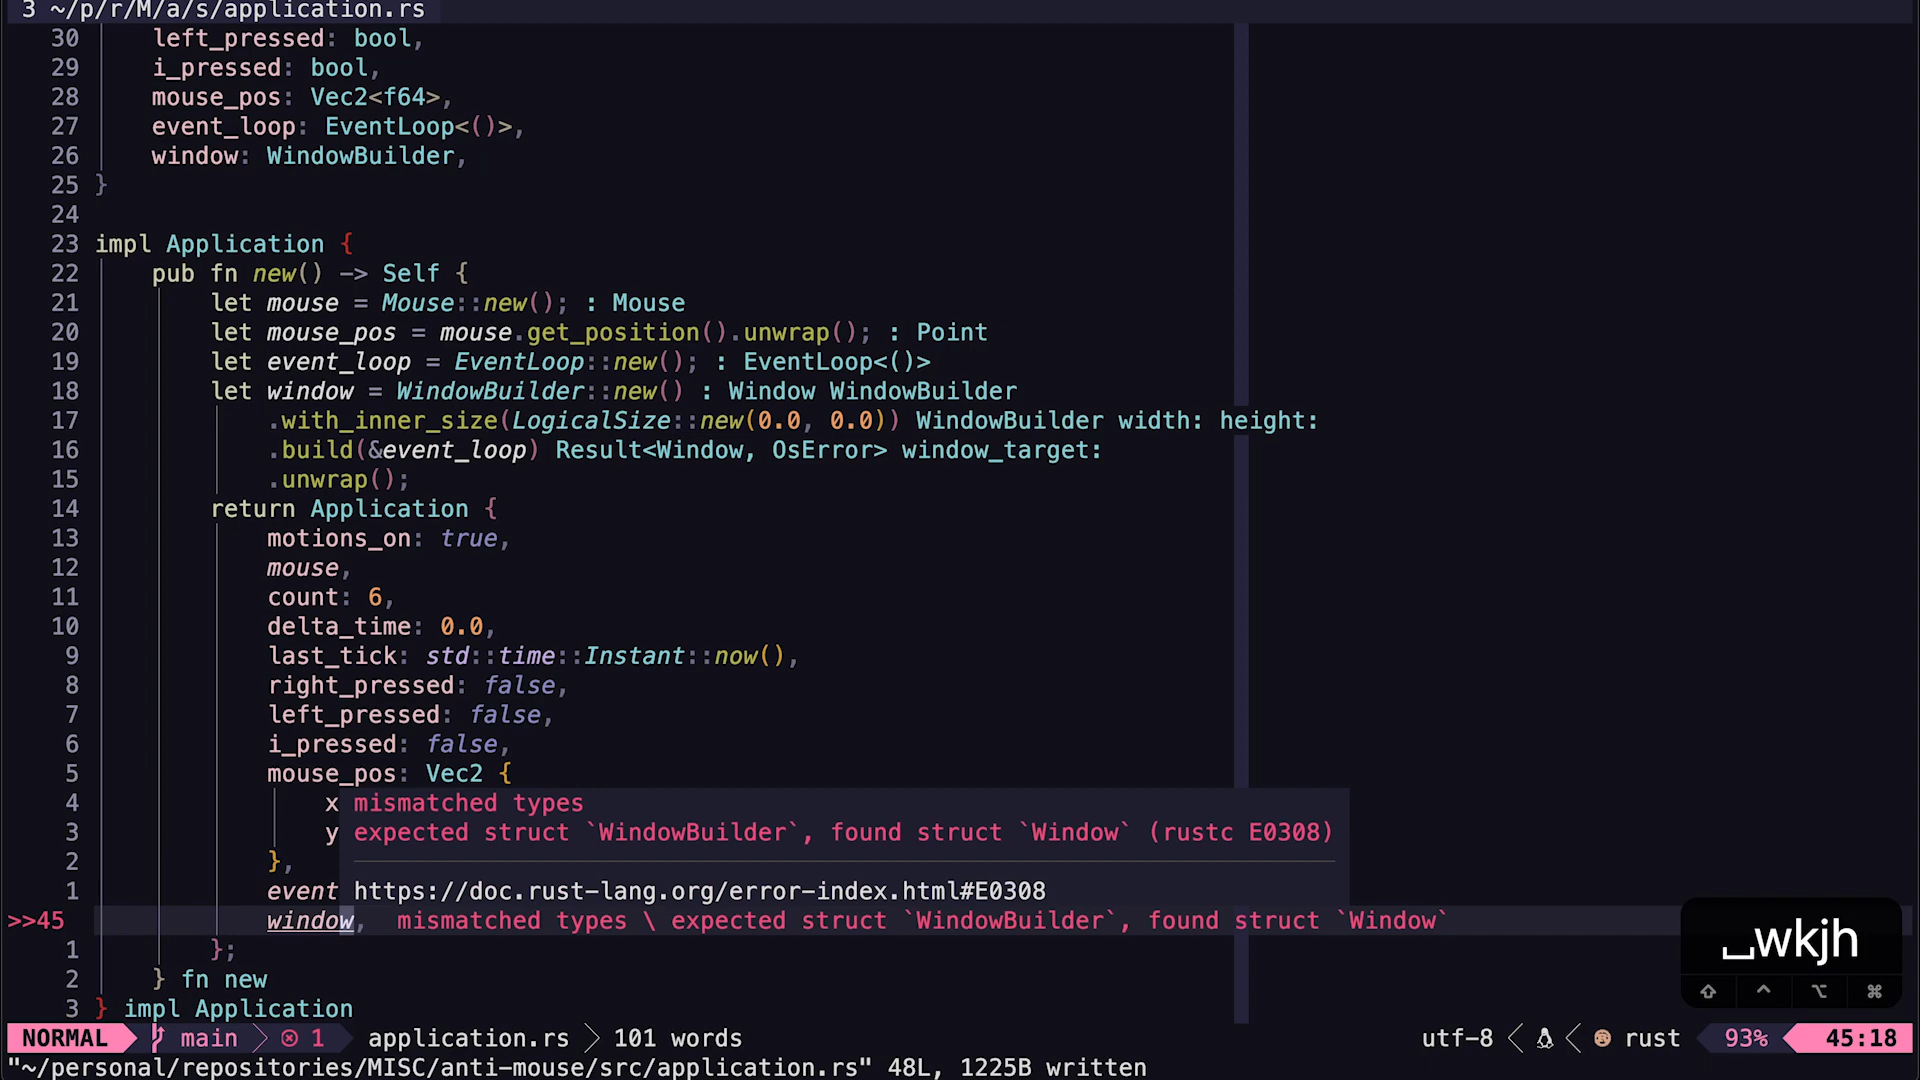 3 ~/p/r/M/a/s/application.rs
30 left_pressed: bool,
29 i_pressed: bool,
28 mouse_pos: Vec2<f64>,
27 event_loop: EventLoop<()>,
26 window: WindowBuilder,
25 }
24
23 impl Application {
22 pub fn new() -> Self {
21 let mouse = Mouse::new(); : Mouse
20 let mouse_pos = mouse.get_position().unwrap(); : Point
19 let event_loop = EventLoop::new(); : EventLoop<()>
18 let window = WindowBuilder::new() : Window WindowBuilder
17 .with_inner_size(LogicalSize::new(0.0, 0.0)) WindowBuilder width: height:
16 .build(&event_loop) Result<Window, OsError> window_target:
15 .unwrap();
14 return Application {
13 motions_on: true,
12 mouse,
11 count: 6,
10 delta_time: 0.0,
9 last_tick: std::time::Instant::now(),
8 right_pressed: false,
7 left_pressed: false,
6 i_pressed: false,
5 mouse_pos: Vec2 {
4 x mismatched types
3 y expected struct `WindowBuilder`, found struct `Window` (rustc E0308)
2 },
1 event https://doc.rust-lang.org/error-index.html#E0308
>>45 window, mismatched types \ expected struct `WindowBuilder`, found struct `Window`
1 };
2 } fn new
3 } impl Application
␣wkjh
⇧ ^ ⌥ ⌘
NORMAL main ⊗ 1 application.rs 101 words utf-8 rust 93% 45:18
"~/personal/repositories/MISC/anti-mouse/src/application.rs" 48L, 1225B written